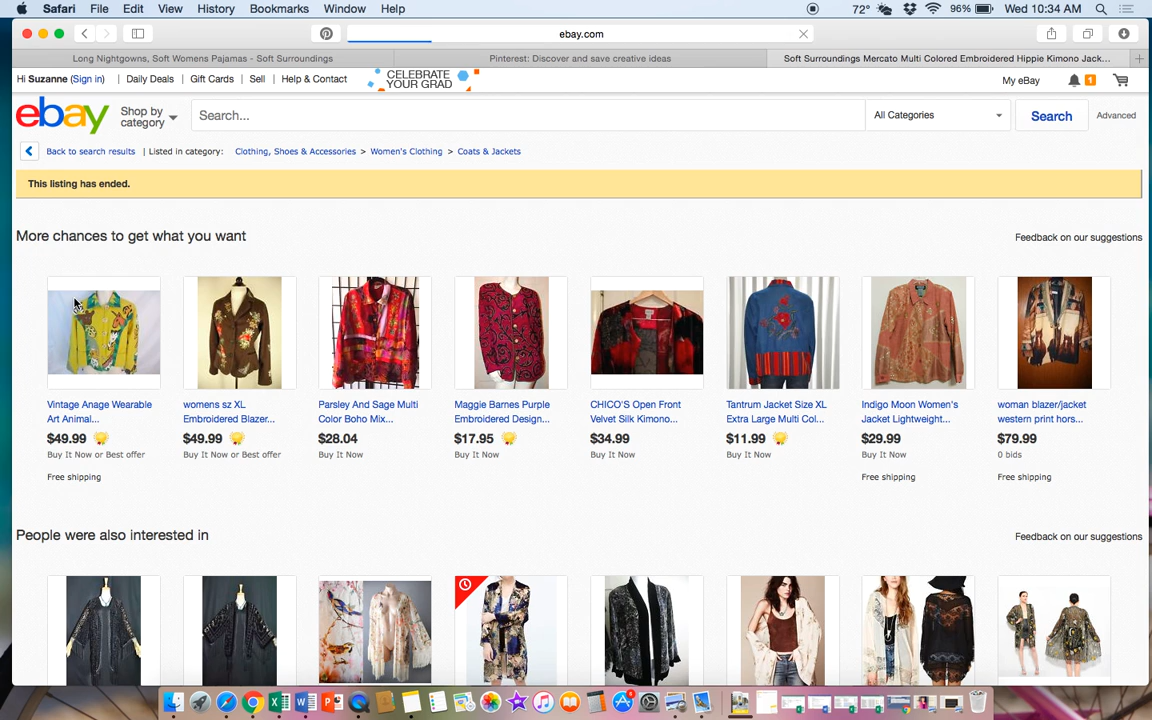 Safari File Edit View History Bookmarks Window Help 72° 96% Wed 10:34 AM
ebay.com
Long Nightgowns, Soft Womens Pajamas - Soft Surroundings Pinterest: Discover and save creative ideas Soft Surroundings Mercato Multi Colored Embroidered Hippie Kimono Jack...
Hi Suzanne (Sign in) | Daily Deals | Gift Cards | Sell | Help & Contact CELEBRATE YOUR GRAD My eBay 1
ebay Shop by category Search... All Categories Search Advanced
Back to search results | Listed in category: Clothing, Shoes & Accessories > Women's Clothing > Coats & Jackets
This listing has ended.
More chances to get what you want Feedback on our suggestions
Vintage Anage Wearable womens sz XL Parsley And Sage Multi Maggie Barnes Purple CHICO'S Open Front Tantrum Jacket Size XL Indigo Moon Women's woman blazer/jacket
Art Animal... Embroidered Blazer... Color Boho Mix... Embroidered Design... Velvet Silk Kimono... Extra Large Multi Col... Jacket Lightweight... western print hors...
$49.99 $49.99 $28.04 $17.95 $34.99 $11.99 $29.99 $79.99
Buy It Now or Best offer Buy It Now or Best offer Buy It Now Buy It Now Buy It Now Buy It Now Buy It Now 0 bids
Free shipping Free shipping Free shipping
People were also interested in Feedback on our suggestions